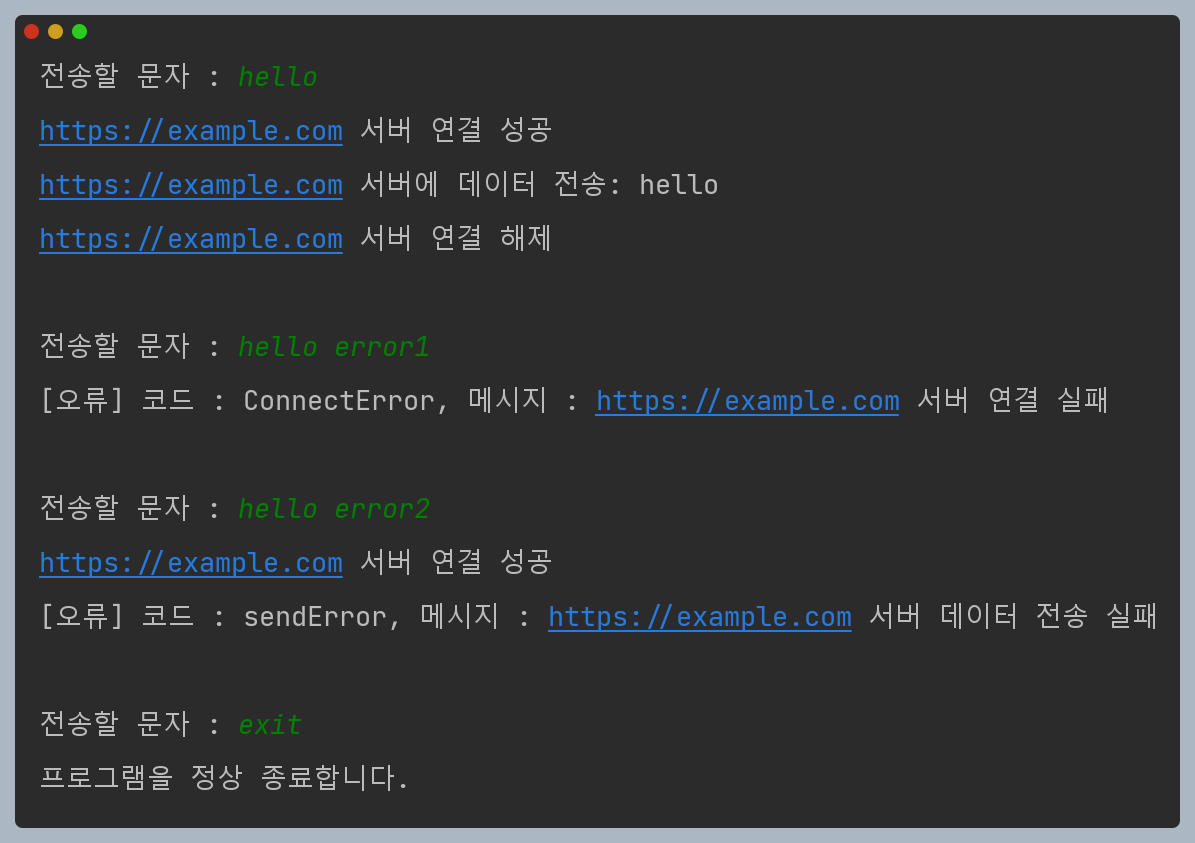 전송할 문자 : hello
https://example.com 서버 연결 성공
https://example.com 서버에 데이터 전송: hello
https://example.com 서버 연결 해제
전송할 문자 : hello error1
[오류] 코드 : ConnectError, 메시지 : https://example.com 서버 연결 실패
전송할 문자 : hello error2
https://example.com 서버 연결 성공
[오류] 코드 : sendError, 메시지 : https://example.com 서버 데이터 전송 실패
전송할 문자 : exit
프로그램을 정상 종료합니다.